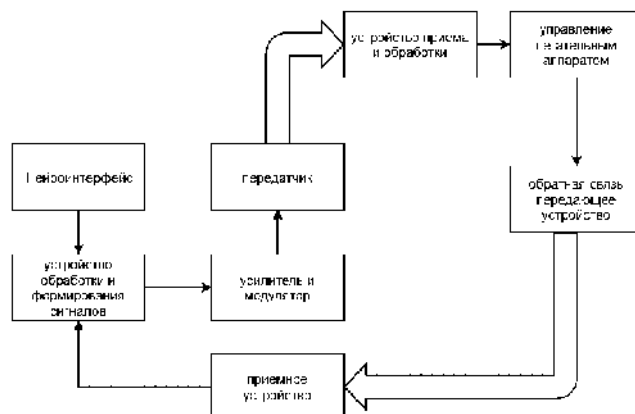 устройство приема
и обработки
управление
летательным
аппаратом
Нейроинтерфейс
передатчик
обратная связь
передающее
устройство
устройство
обработки и
формирования
сигналов
усилитель и
модулятор
приемное
устройство